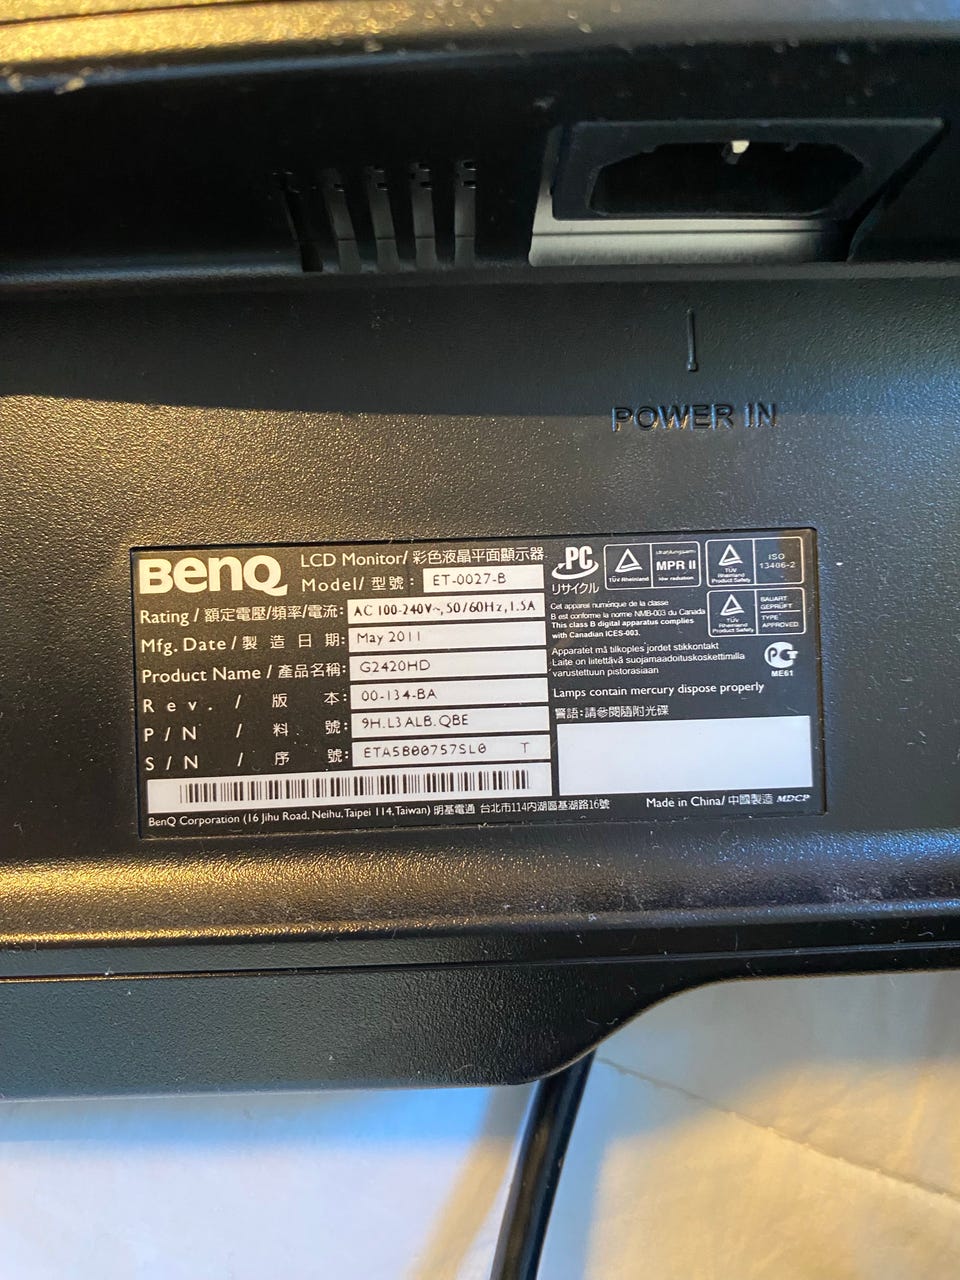 POWER IN
BenQ
LCD Monitor/ 彩色液晶平面顯示器
Model/ 型號 : ET-0027-B
Rating / 額定電壓/頻率/電流: AC 100-240V~, 50/60Hz, 1.5A
Mfg. Date / 製 造 日 期: May 2011
Product Name / 產品名稱: G2420HD
Rev. / 版 本: 00-134-BA
P/N / 料 號: 9H.L3ALB.QBE
S/N / 序 號: ETA5B00757SL0 T
BenQ Corporation (16 Jihu Road, Neihu, Taipei 114, Taiwan) 明基電通 台北市114內湖區基湖路16號
PC
リサイクル
TÜV Rheinland
MPR II
low radiation
TÜV
Rheinland
Product Safety
ISO
13406-2
TÜV
Rheinland
Product Safety
BAUART
GEPRÜFT
TYPE
APPROVED
Cet appareil numerique de la classe
B est conforme la norme NMB-003 du Canada
This class B digital apparatus complies
with Canadian ICES-003.
Apparatet må tilkoples jordet stikkontakt
Laite on liitettävä suojamaadoituskoskettimilla
varustettuun pistorasiaan
ME61
Lamps contain mercury dispose properly
警語:請參閱隨附光碟
Made in China/ 中國製造 MDCP